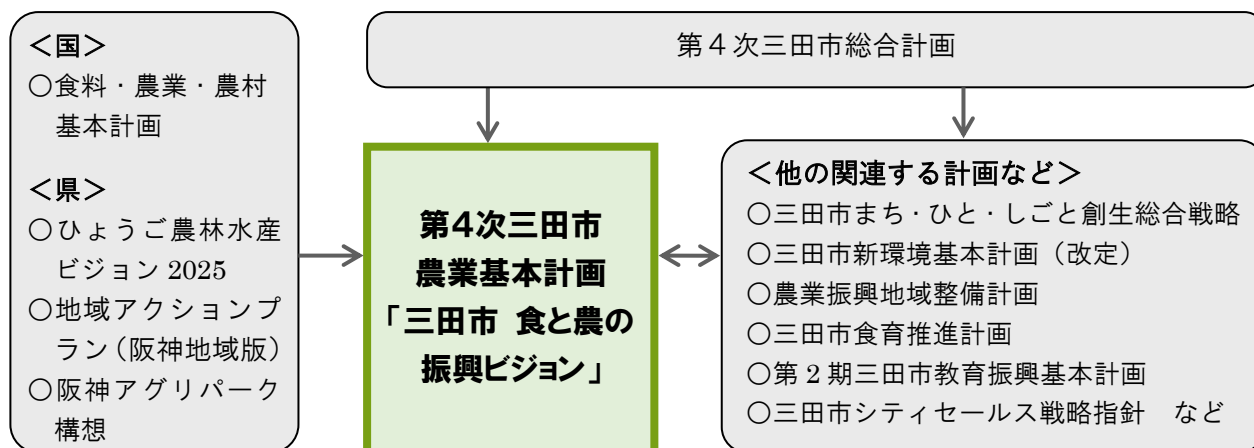 ＜国＞
○食料・農業・農村
基本計画
＜県＞
○ひょうご農林水産
ビジョン 2025
○地域アクションプ
ラン（阪神地域版）
○阪神アグリパーク
構想
第４次三田市総合計画
第4次三田市
農業基本計画
「三田市 食と農の
振興ビジョン」
＜他の関連する計画など＞
○三田市まち・ひと・しごと創生総合戦略
○三田市新環境基本計画（改定）
○農業振興地域整備計画
○三田市食育推進計画
○第 2 期三田市教育振興基本計画
○三田市シティセールス戦略指針　など